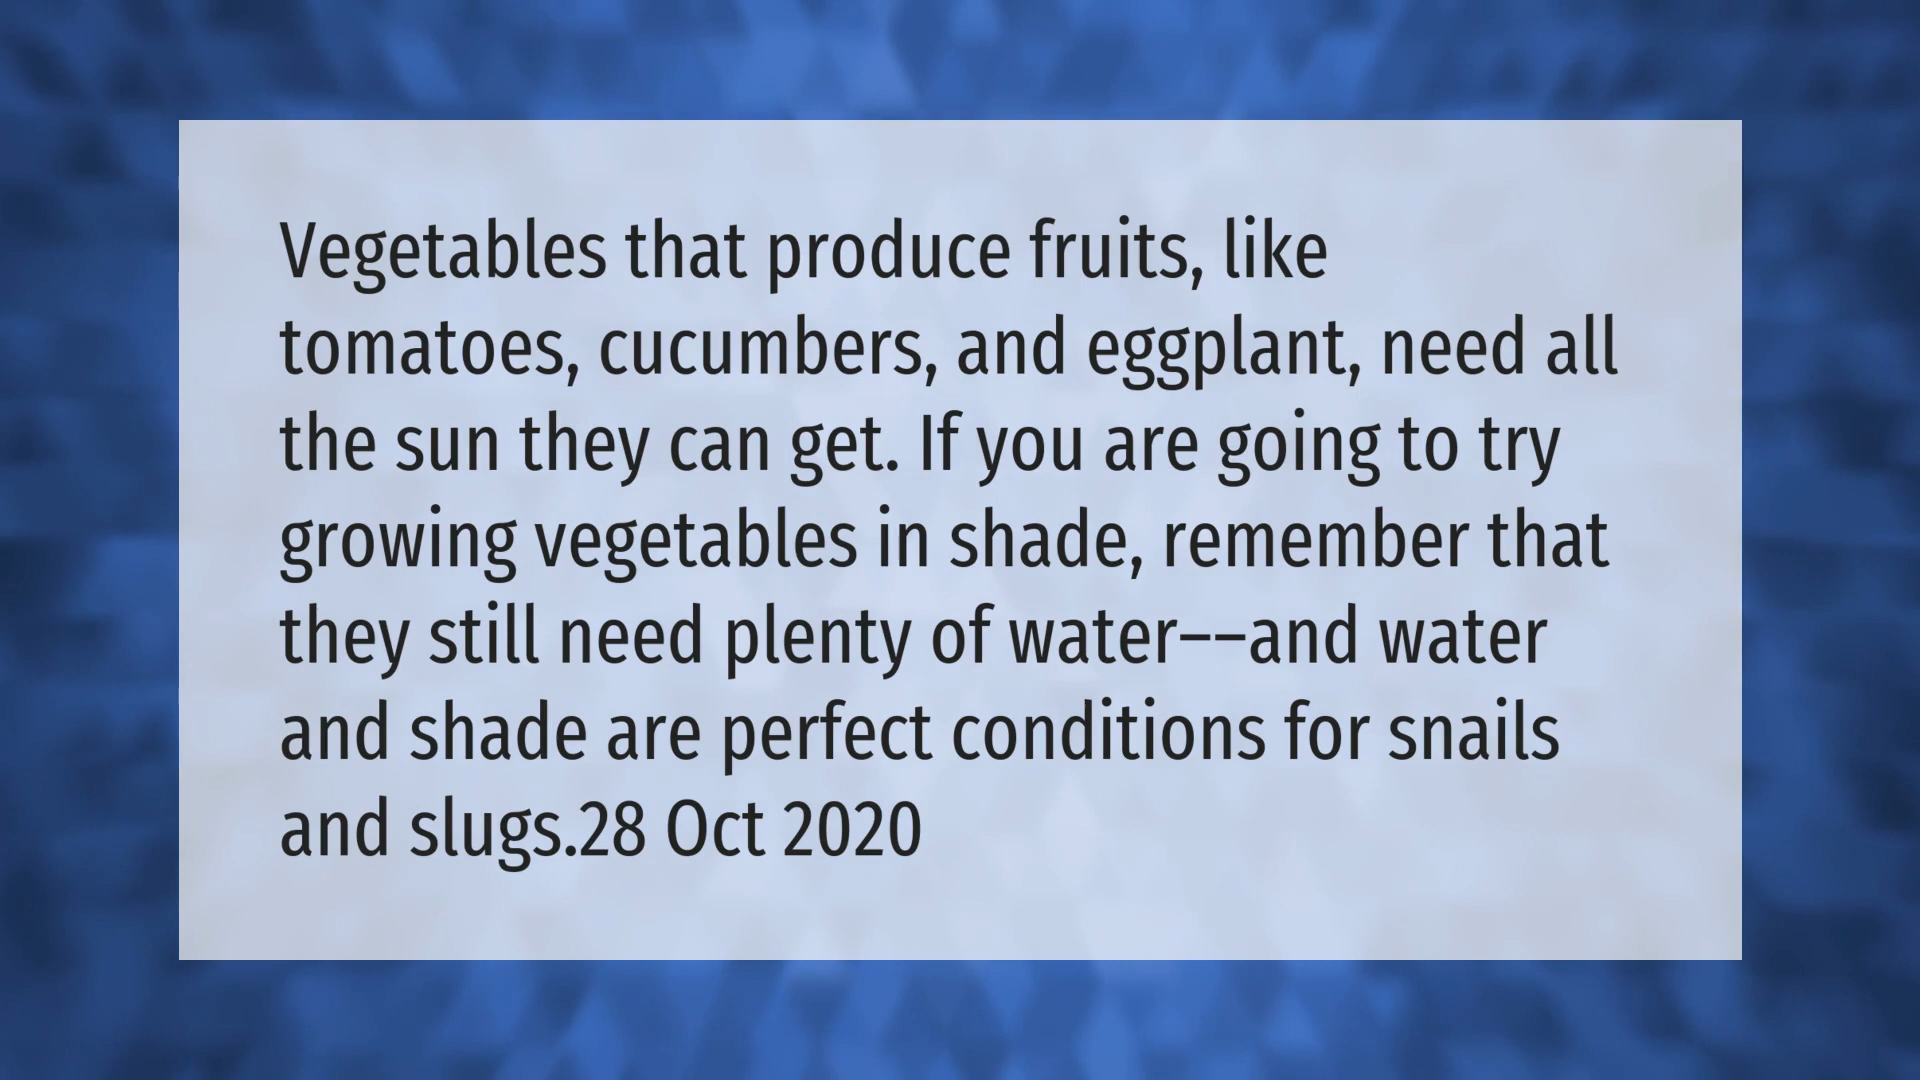 Vegetables that produce fruits, like
tomatoes, cucumbers, and eggplant, need all
the sun they can get. If you are going to try
growing vegetables in shade, remember that
they still need plenty of water––and water
and shade are perfect conditions for snails
and slugs.28 Oct 2020